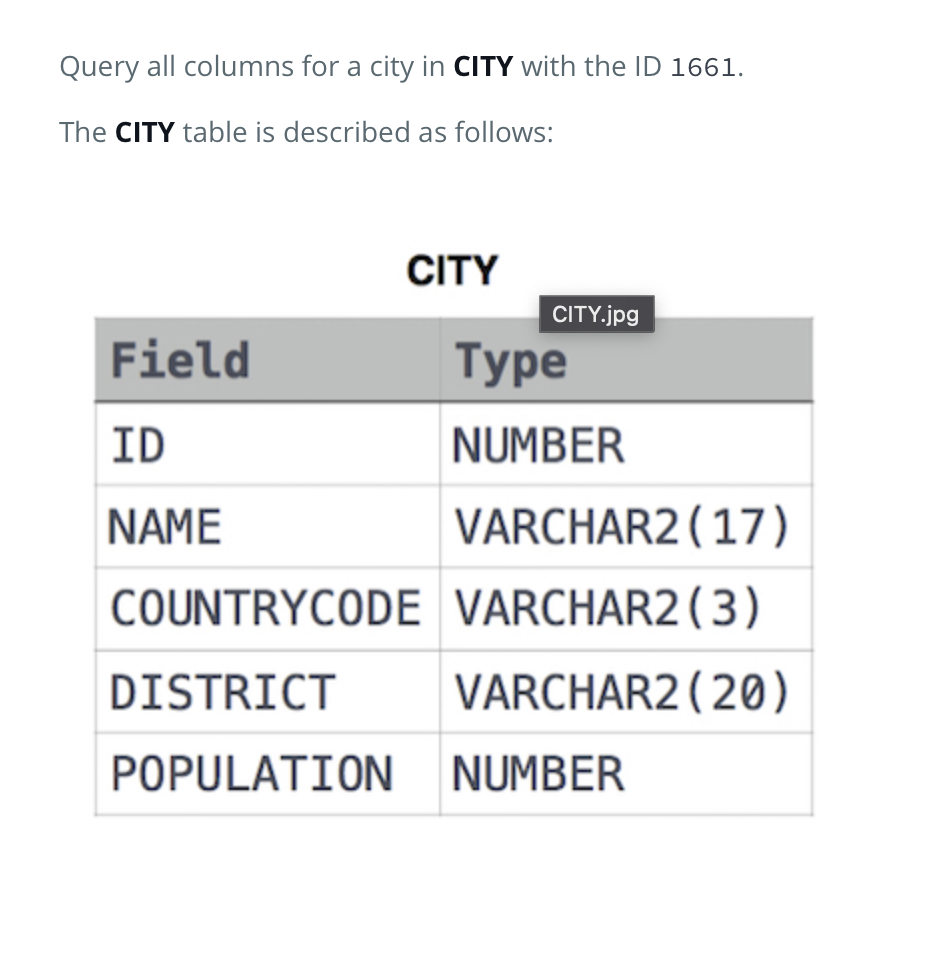 Query all columns for a city in CITY with the ID 1661.
The CITY table is described as follows:
CITY
CITY.jpg
Field Type
ID NUMBER
NAME VARCHAR2(17)
COUNTRYCODE VARCHAR2(3)
DISTRICT VARCHAR2(20)
POPULATION NUMBER